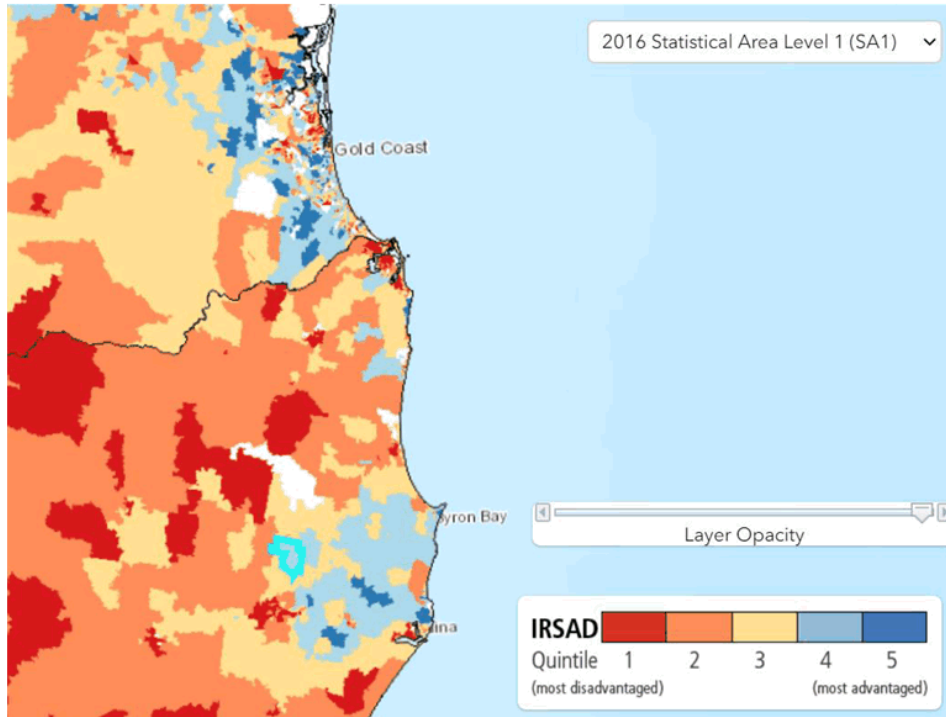 2016 Statistical Area Level 1 (SA1)
Gold Coast
yron Bay
Layer Opacity
ina
IRSAD
Quintile 1 2 3 4 5
(most disadvantaged) (most advantaged)